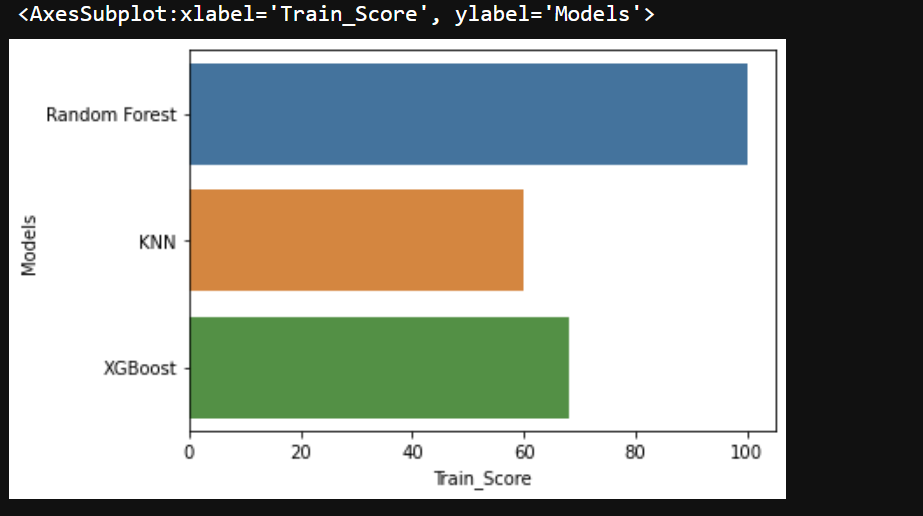 <AxesSubplot:xlabel='Train_Score', ylabel='Models'>
Random Forest
KNN
XGBoost
Models
0 20 40 60 80 100
Train_Score